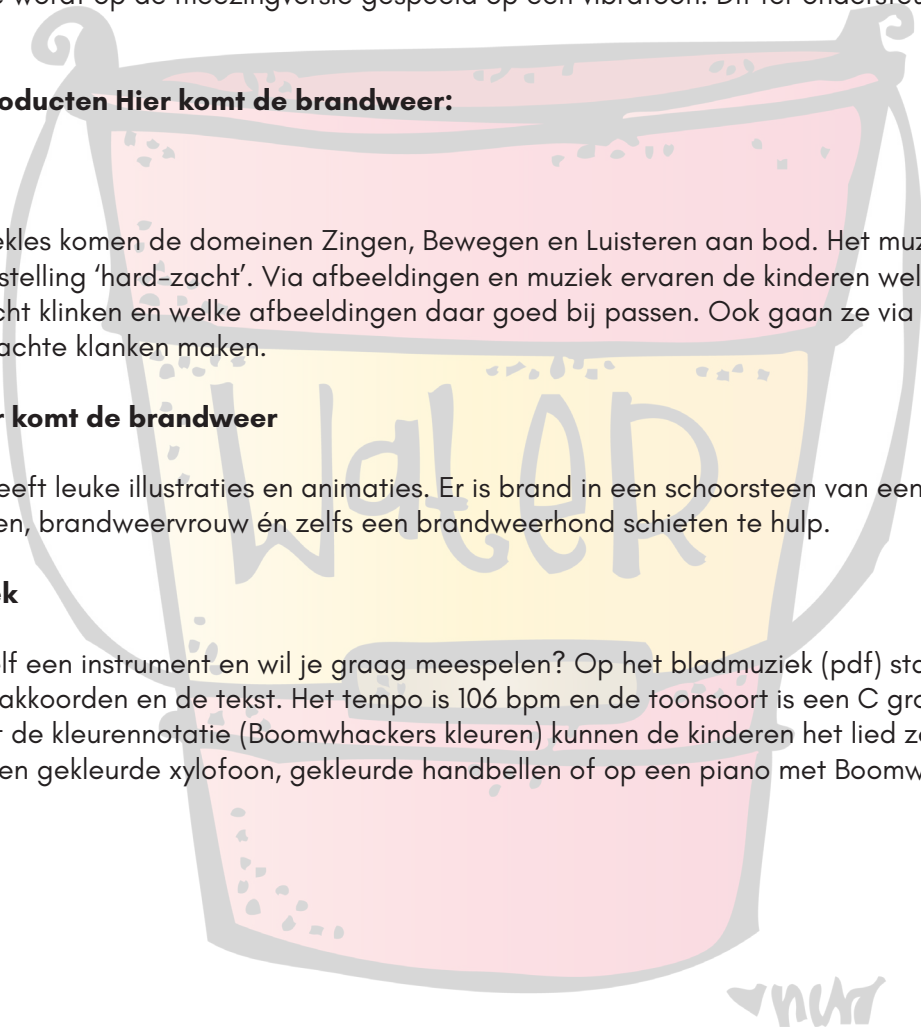 wordt op de meezingversie gespeeld op een vibrafoon. Dit ter
oducten Hier komt de brandweer:
ekles komen de domeinen Zingen, Bewegen en Luisteren aan bod. Het muz
stelling ‘hard-zacht’. Via afbeeldingen en muziek ervaren de kinderen wel
cht klinken en welke afbeeldingen daar goed bij passen. Ook gaan ze via
achte klanken maken.
r komt de brandweer
WateR
eeft leuke illustraties en animaties. Er is brand in een schoorsteen van een
en, brandweervrouw én zelfs een brandweerhond schieten te hulp.
ek
lf een instrument en wil je graag meespelen? Op het bladmuziek (pdf) sta
akkoorden en de tekst. Het tempo is 106 bpm en de toonsoort is een C gro
t de kleurennotatie (Boomwhackers kleuren) kunnen de kinderen het lied ze
en gekleurde xylofoon, gekleurde handbellen of op een piano met Boomw